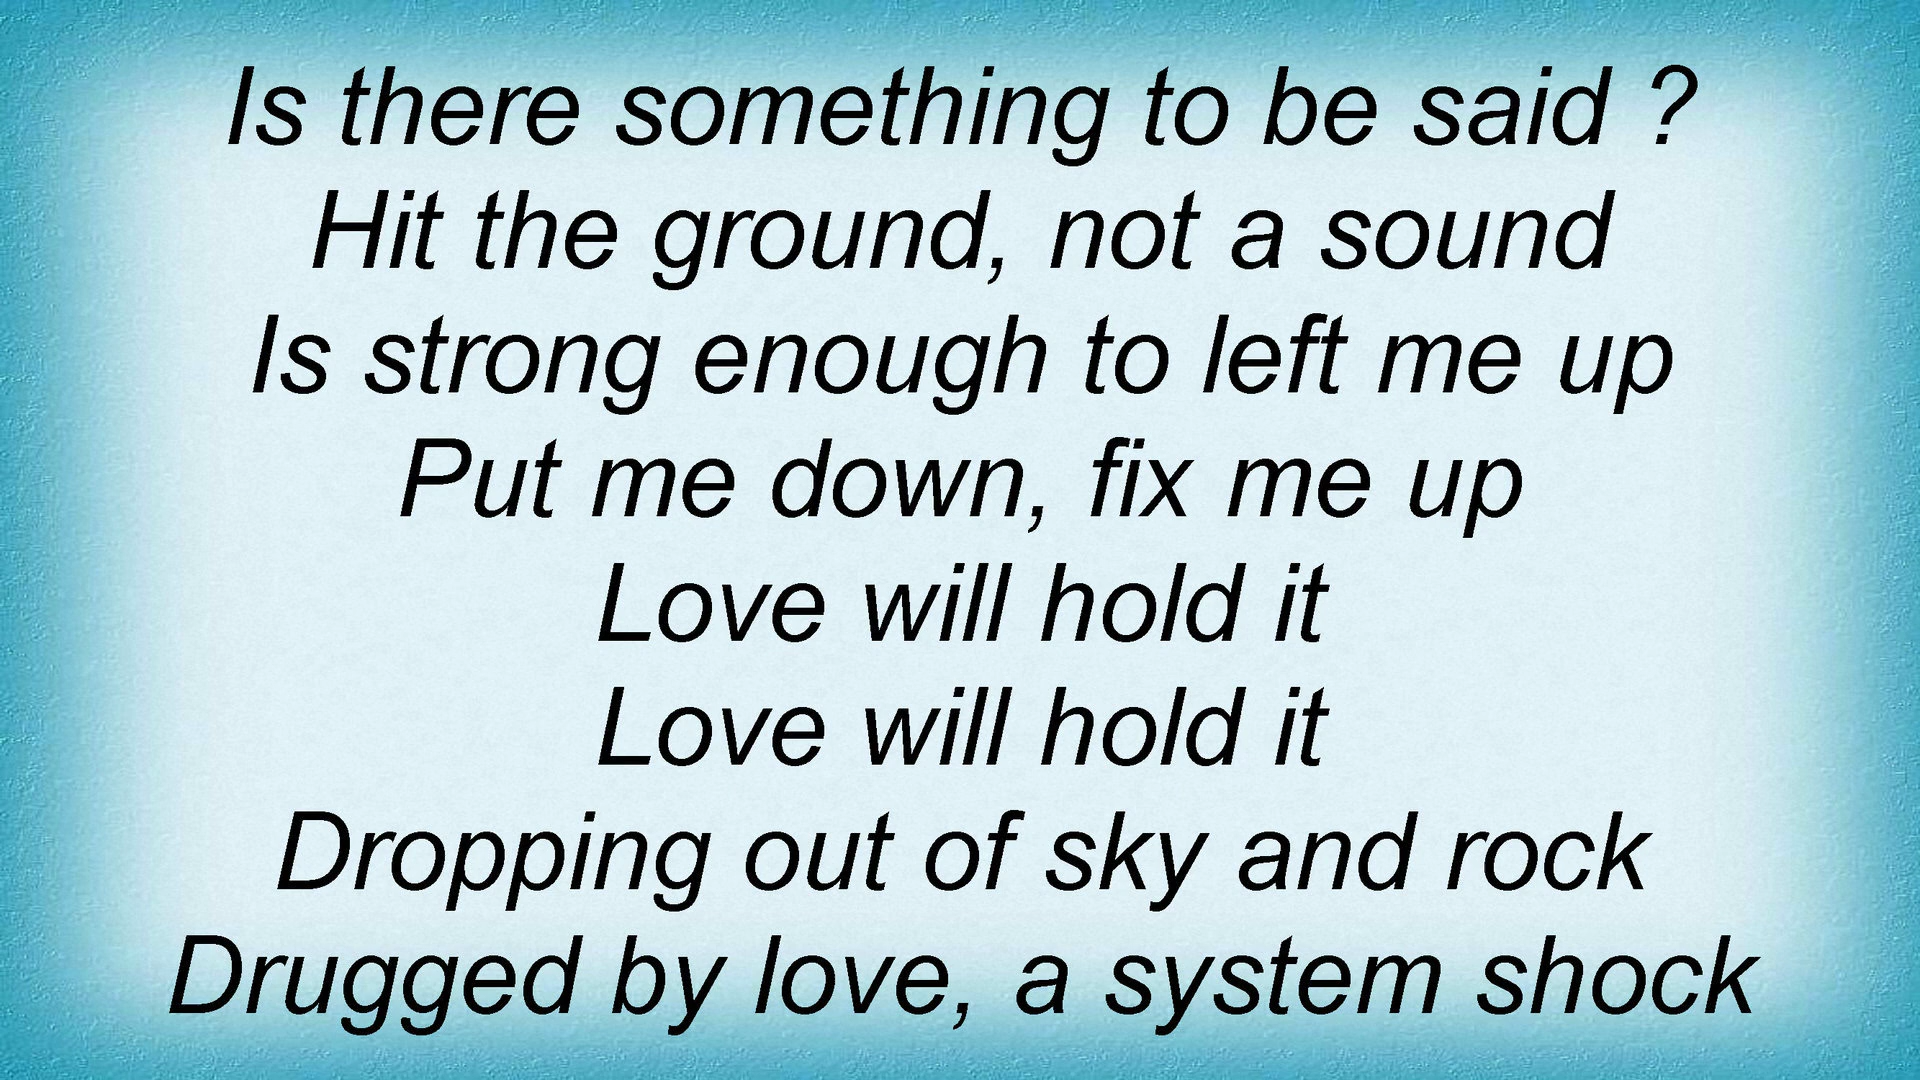 Is there something to be said ?
Hit the ground, not a sound
Is strong enough to left me up
Put me down, fix me up
Love will hold it
Love will hold it
Dropping out of sky and rock
Drugged by love, a system shock